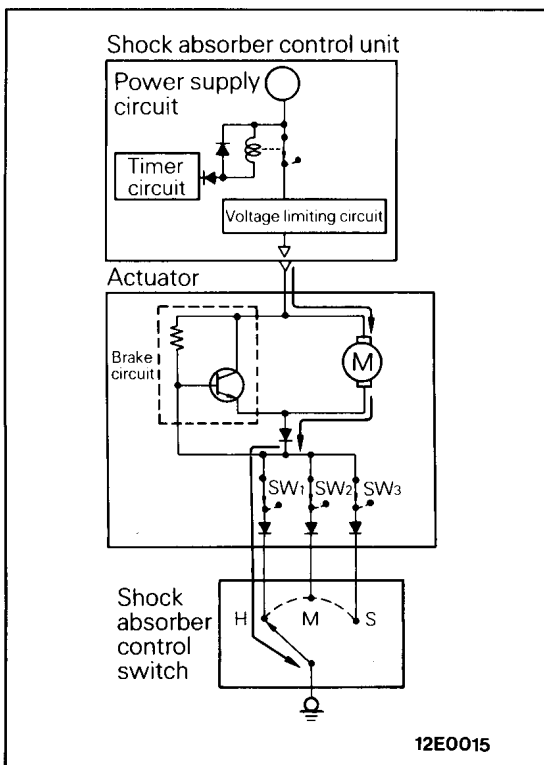 Shock absorber control unit
Power supply
circuit
Timer
circuit
Voltage limiting circuit
Actuator
Brake
circuit
M
SW1 SW2 SW3
Shock
absorber
control
switch
H M S
12E0015